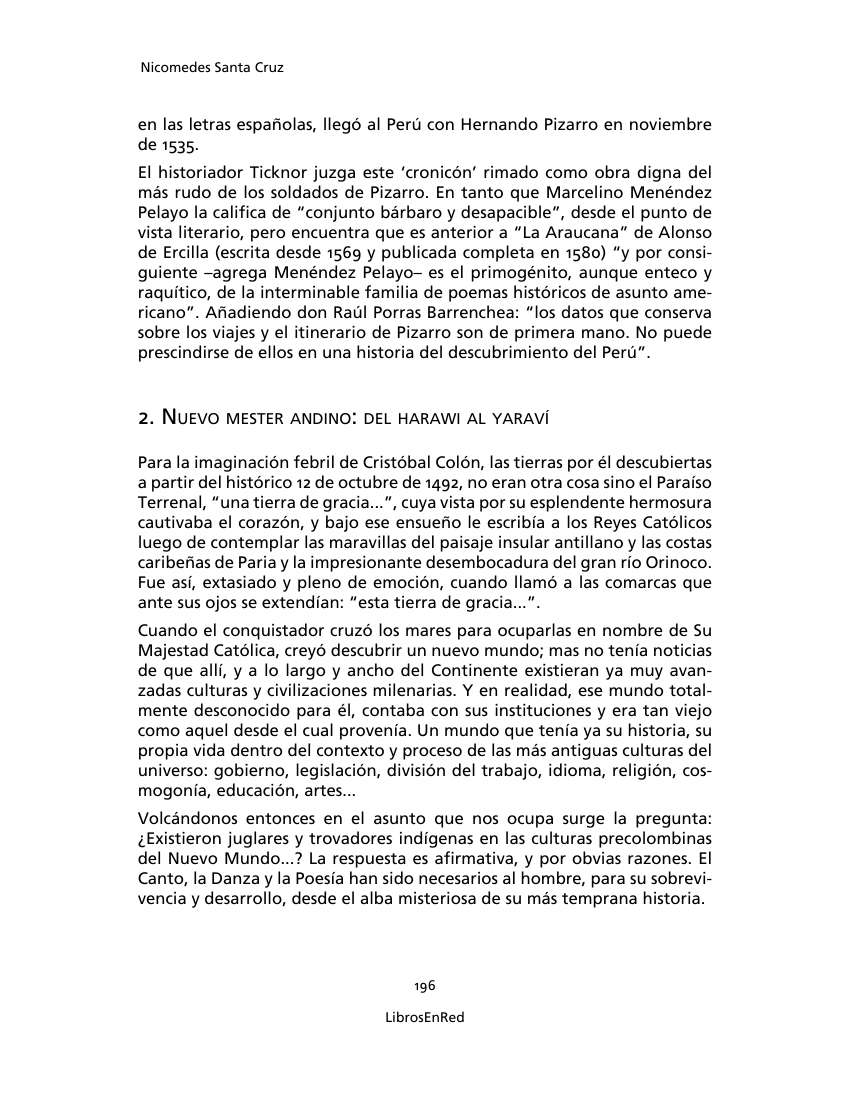 Nicomedes Santa Cruz
en las letras españolas, llegó al Perú con Hernando Pizarro en noviembre
de 1535.
El historiador Ticknor juzga este ‘cronicón’ rimado como obra digna del
más rudo de los soldados de Pizarro. En tanto que Marcelino Menéndez
Pelayo la califica de “conjunto bárbaro y desapacible”, desde el punto de
vista literario, pero encuentra que es anterior a “La Araucana” de Alonso
de Ercilla (escrita desde 1569 y publicada completa en 1580) “y por consi-
guiente –agrega Menéndez Pelayo– es el primogénito, aunque enteco y
raquítico, de la interminable familia de poemas históricos de asunto ame-
ricano”. Añadiendo don Raúl Porras Barrenchea: “los datos que conserva
sobre los viajes y el itinerario de Pizarro son de primera mano. No puede
prescindirse de ellos en una historia del descubrimiento del Perú”.
2. Nuevo mester andino: del harawi al yaraví
Para la imaginación febril de Cristóbal Colón, las tierras por él descubiertas
a partir del histórico 12 de octubre de 1492, no eran otra cosa sino el Paraíso
Terrenal, “una tierra de gracia...”, cuya vista por su esplendente hermosura
cautivaba el corazón, y bajo ese ensueño le escribía a los Reyes Católicos
luego de contemplar las maravillas del paisaje insular antillano y las costas
caribeñas de Paria y la impresionante desembocadura del gran río Orinoco.
Fue así, extasiado y pleno de emoción, cuando llamó a las comarcas que
ante sus ojos se extendían: “esta tierra de gracia...”.
Cuando el conquistador cruzó los mares para ocuparlas en nombre de Su
Majestad Católica, creyó descubrir un nuevo mundo; mas no tenía noticias
de que allí, y a lo largo y ancho del Continente existieran ya muy avan-
zadas culturas y civilizaciones milenarias. Y en realidad, ese mundo total-
mente desconocido para él, contaba con sus instituciones y era tan viejo
como aquel desde el cual provenía. Un mundo que tenía ya su historia, su
propia vida dentro del contexto y proceso de las más antiguas culturas del
universo: gobierno, legislación, división del trabajo, idioma, religión, cos-
mogonía, educación, artes...
Volcándonos entonces en el asunto que nos ocupa surge la pregunta:
¿Existieron juglares y trovadores indígenas en las culturas precolombinas
del Nuevo Mundo...? La respuesta es afirmativa, y por obvias razones. El
Canto, la Danza y la Poesía han sido necesarios al hombre, para su sobrevi-
vencia y desarrollo, desde el alba misteriosa de su más temprana historia.
196
LibrosEnRed